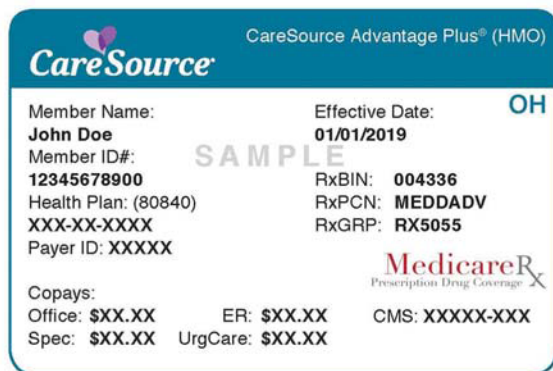 CareSource
CareSource Advantage Plus® (HMO)
OH
Member Name:
John Doe
Effective Date:
01/01/2019
SAMPLE
Member ID#:
12345678900
Health Plan: (80840)
XXX-XX-XXXX
Payer ID: XXXXX
RxBIN: 004336
RxPCN: MEDDADV
RxGRP: RX5055
MedicareRx
Prescription Drug Coverage
Copays:
Office: $XX.XX ER: $XX.XX CMS: XXXXX-XXX
Spec: $XX.XX UrgCare: $XX.XX